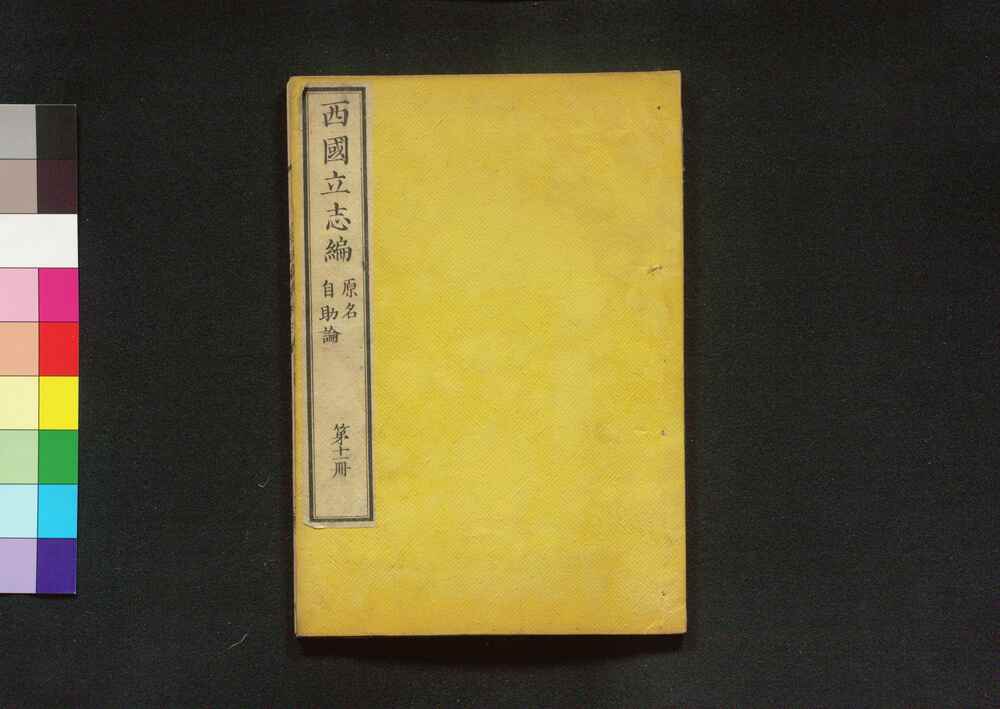 西國立志編
原名
自助論
第十一冊